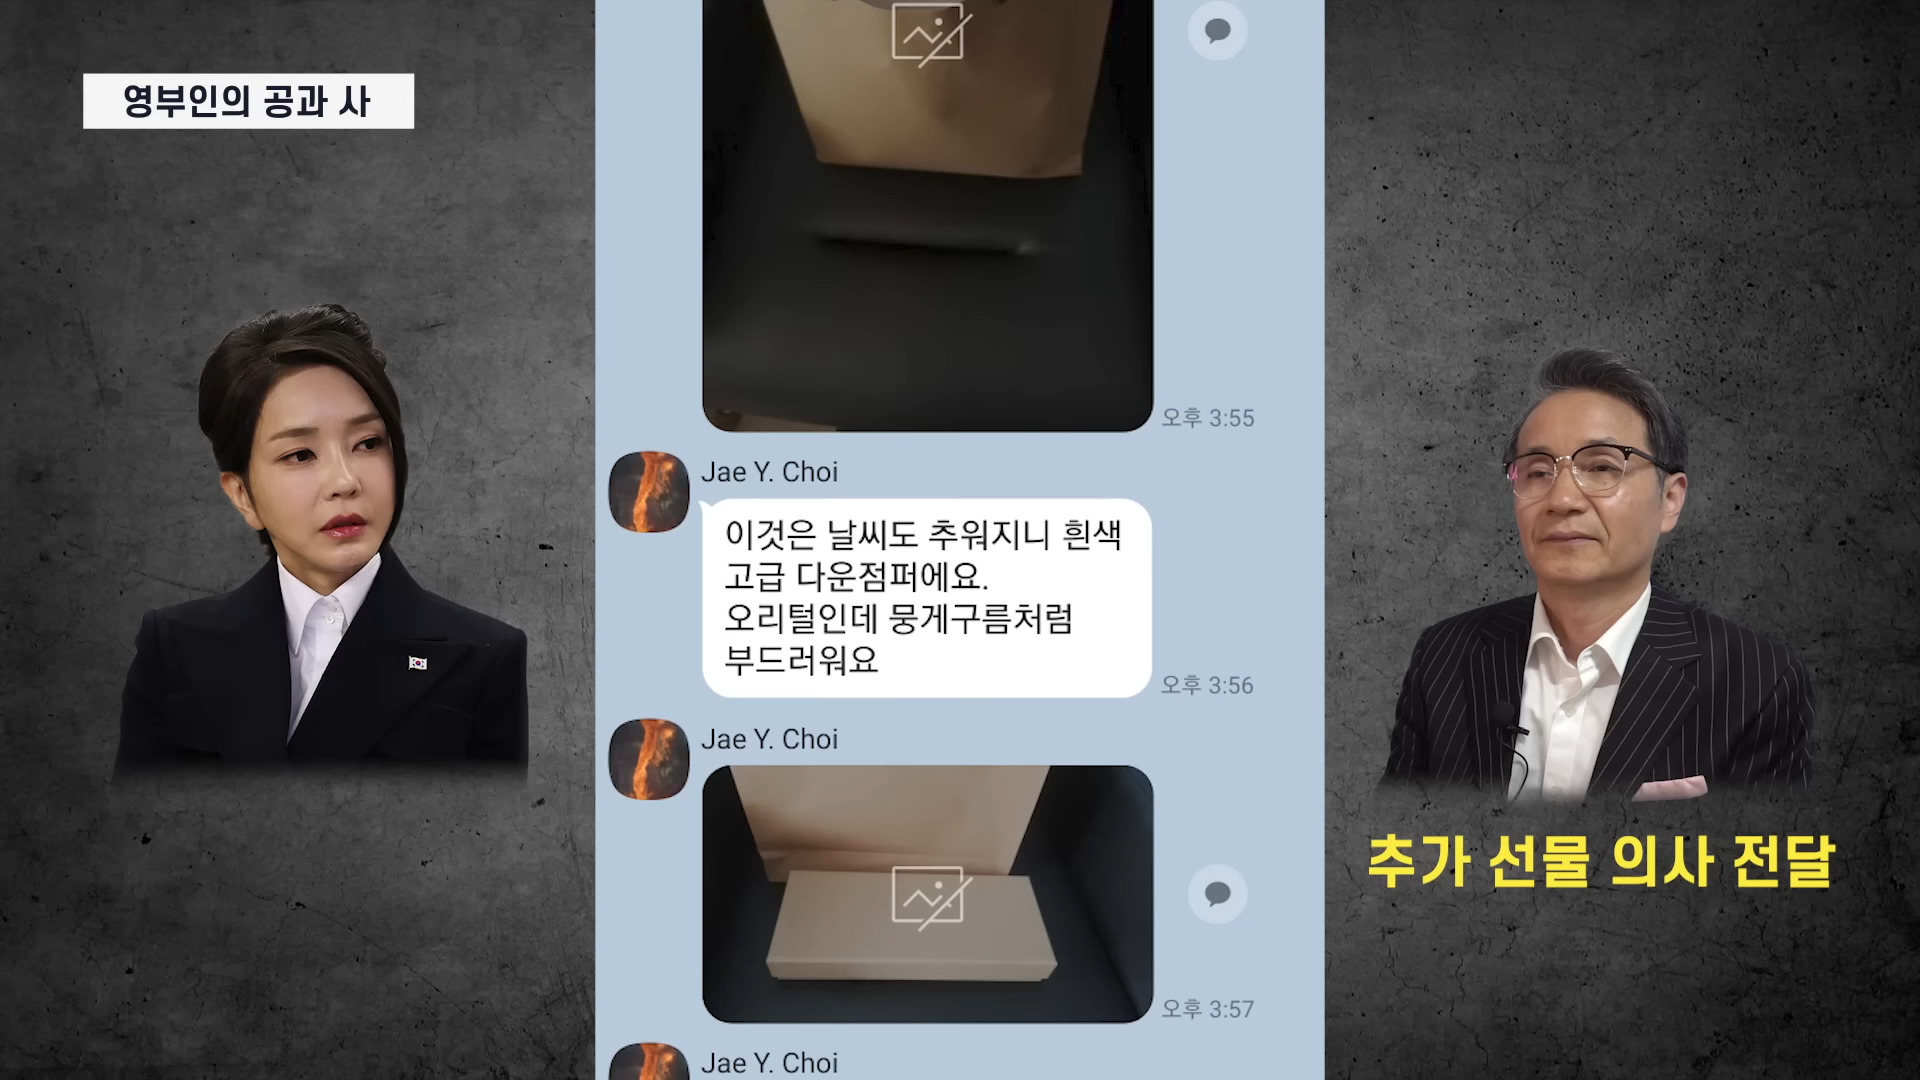 영부인의 공과 사
오후 3:55
Jae Y. Choi
이것은 날씨도 추워지니 흰색
고급 다운점퍼에요.
오리털인데 뭉게구름처럼
부드러워요
오후 3:56
Jae Y. Choi
오후 3:57
Jae Y. Choi
추가 선물 의사 전달